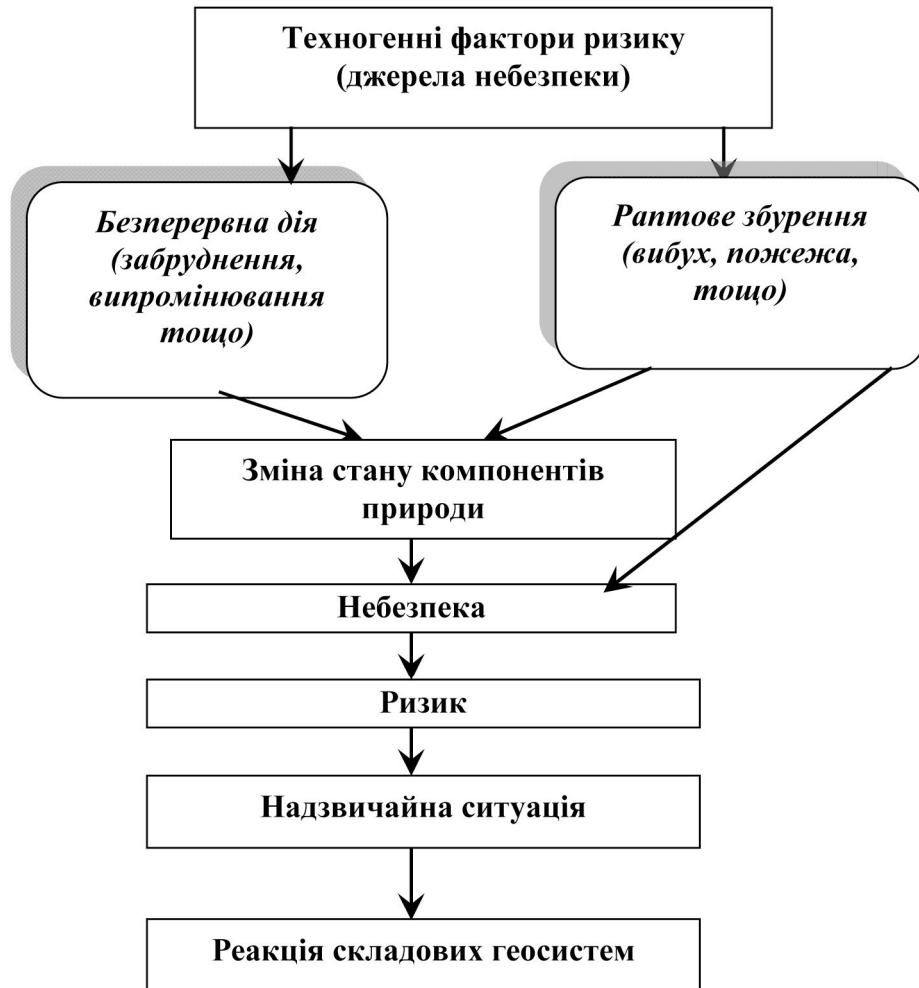 Техногенні фактори ризику
(джерела небезпеки)
Безперервна дія
(забруднення,
випромінювання
тощо)
Раптове збурення
(вибух, пожежа,
тощо)
Зміна стану компонентів
природи
Небезпека
Ризик
Надзвичайна ситуація
Реакція складових геосистем